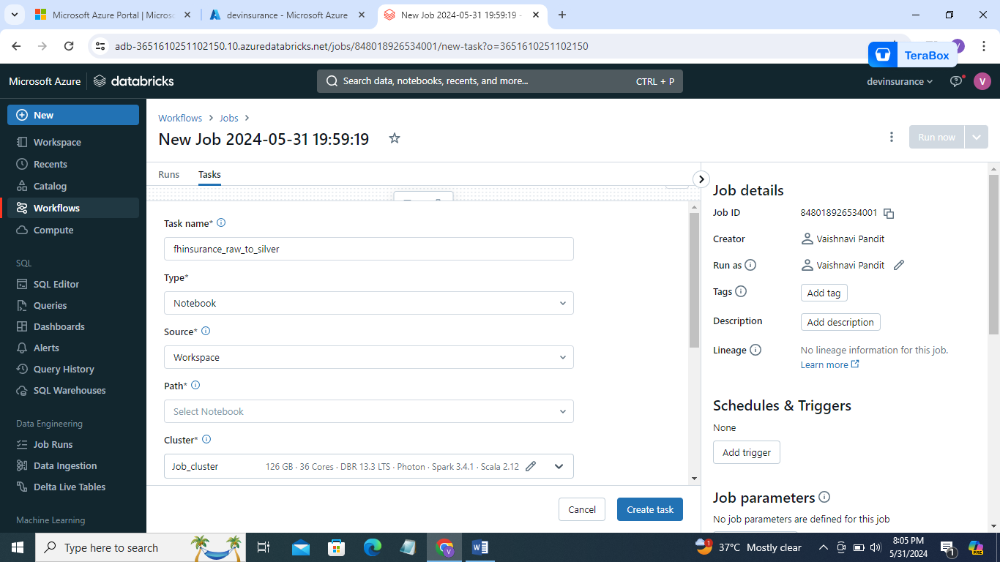 Microsoft Azure Portal | Micros
devinsurance - Microsoft Azure
New Job 2024-05-31 19:59:19 -
adb-3651610251102150.10.azuredatabricks.net/jobs/848018926534001/new-task?o=3651610251102150
TeraBox
Microsoft Azure
databricks
Search data, notebooks, recents, and more...
CTRL + P
devinsurance
V
New
Workspace
Recents
Catalog
Workflows
Compute
SQL
SQL Editor
Queries
Dashboards
Alerts
Query History
SQL Warehouses
Data Engineering
Job Runs
Data Ingestion
Delta Live Tables
Machine Learning
Workflows > Jobs >
New Job 2024-05-31 19:59:19
Run now
Runs
Tasks
Task name*
fhinsurance_raw_to_silver
Type*
Notebook
Source*
Workspace
Path*
Select Notebook
Cluster*
Job_cluster
126 GB · 36 Cores · DBR 13.3 LTS · Photon · Spark 3.4.1 · Scala 2.12
Cancel
Create task
Job details
Job ID
848018926534001
Creator
Vaishnavi Pandit
Run as
Vaishnavi Pandit
Tags
Add tag
Description
Add description
Lineage
No lineage information for this job.
Learn more
Schedules & Triggers
None
Add trigger
Job parameters
No job parameters are defined for this job
Type here to search
37°C Mostly clear
8:05 PM
5/31/2024